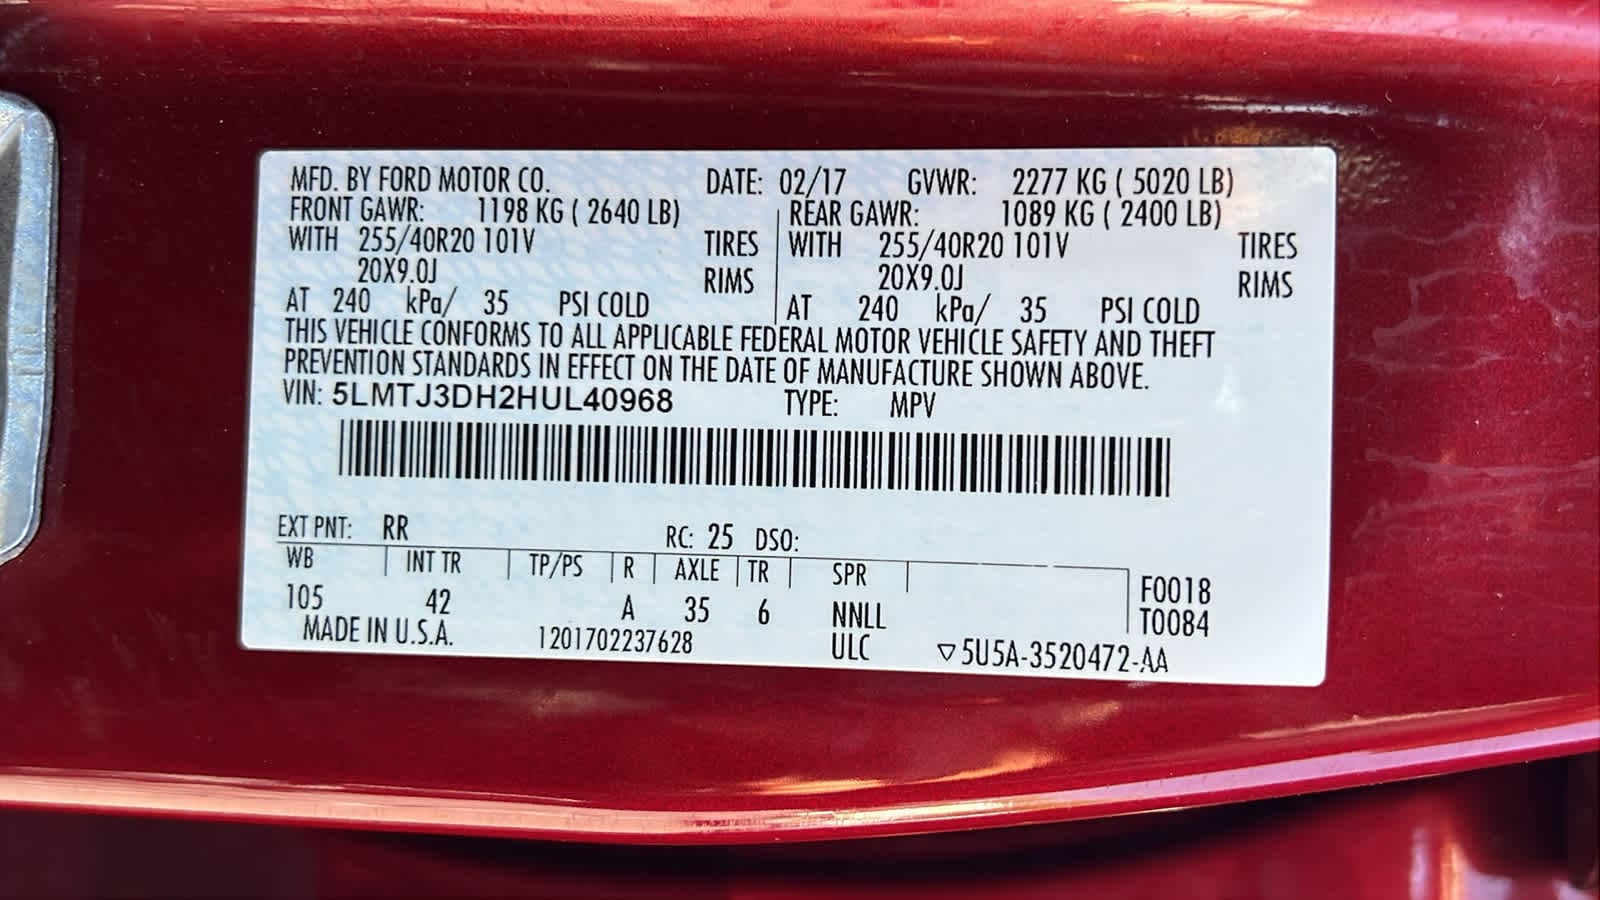 MFD. BY FORD MOTOR CO. DATE: 02/17 GVWR: 2277 KG ( 5020 LB)
FRONT GAWR: 1198 KG ( 2640 LB) REAR GAWR: 1089 KG ( 2400 LB)
WITH 255/40R20 101V TIRES WITH 255/40R20 101V TIRES
20X9.0J RIMS 20X9.0J RIMS
AT 240 kPa/ 35 PSI COLD AT 240 kPa/ 35 PSI COLD
THIS VEHICLE CONFORMS TO ALL APPLICABLE FEDERAL MOTOR VEHICLE SAFETY AND THEFT
PREVENTION STANDARDS IN EFFECT ON THE DATE OF MANUFACTURE SHOWN ABOVE.
VIN: 5LMTJ3DH2HUL40968 TYPE: MPV
EXT PNT: RR RC: 25 DSO:
WB INT TR TP/PS R AXLE TR SPR
105 42 A 35 6 NNLL F0018
ULC T0084
MADE IN U.S.A. 1201702237628 ▽5U5A-3520472-AA